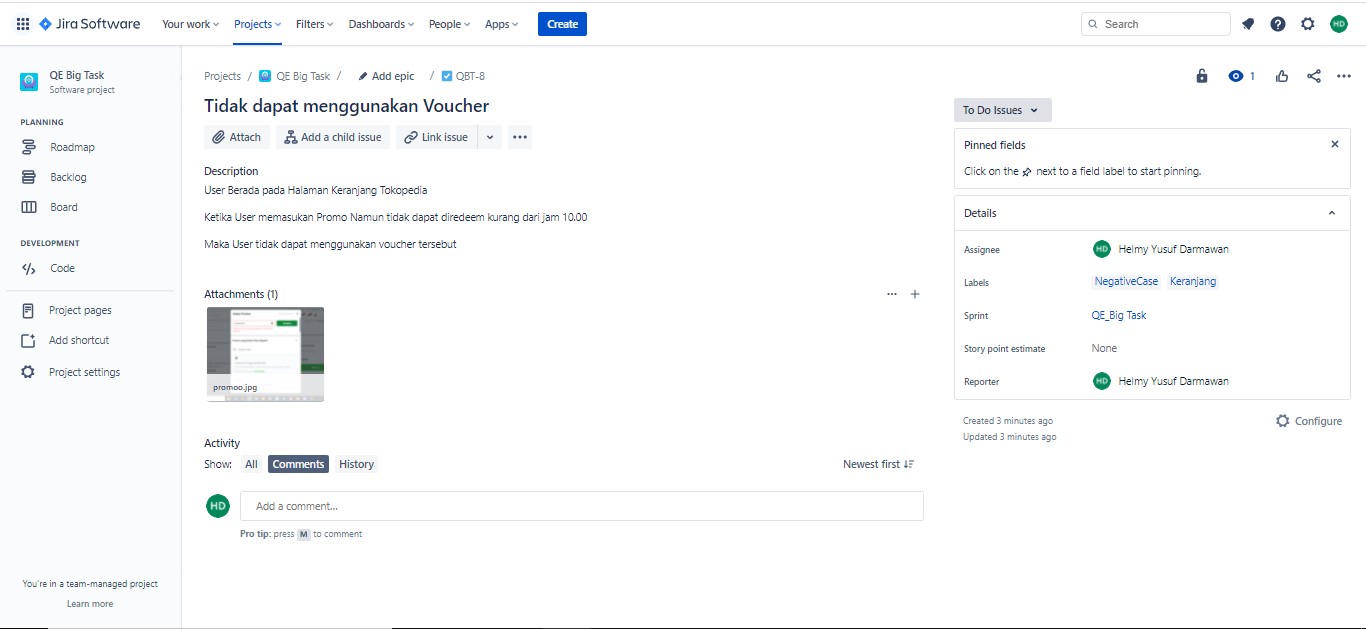 Jira Software Your work Projects Filters Dashboards People Apps Create Search HD
QE Big Task
Software project
PLANNING
Roadmap
Backlog
Board
DEVELOPMENT
Code
Project pages
Add shortcut
Project settings
You're in a team-managed project
Learn more
Projects / QE Big Task / Add epic / QBT-8
1
Tidak dapat menggunakan Voucher
Attach Add a child issue Link issue
Description
User Berada pada Halaman Keranjang Tokopedia
Ketika User memasukan Promo Namun tidak dapat diredeem kurang dari jam 10.00
Maka User tidak dapat menggunakan voucher tersebut
Attachments (1)
promoo.jpg
Activity
Show: All Comments History Newest first
HD Add a comment...
Pro tip: press M to comment
To Do Issues
Pinned fields
Click on the next to a field label to start pinning.
Details
Assignee HD Helmy Yusuf Darmawan
Labels NegativeCase Keranjang
Sprint QE_Big Task
Story point estimate None
Reporter HD Helmy Yusuf Darmawan
Created 3 minutes ago Configure
Updated 3 minutes ago